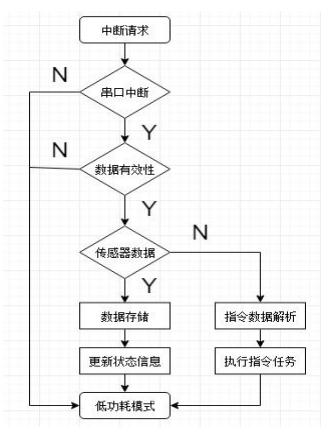 中断请求
N
串口中断
Y
N
数据有效性
Y
N
传感器数据
Y
数据存储
指令数据解析
更新状态信息
执行指令任务
低功耗模式